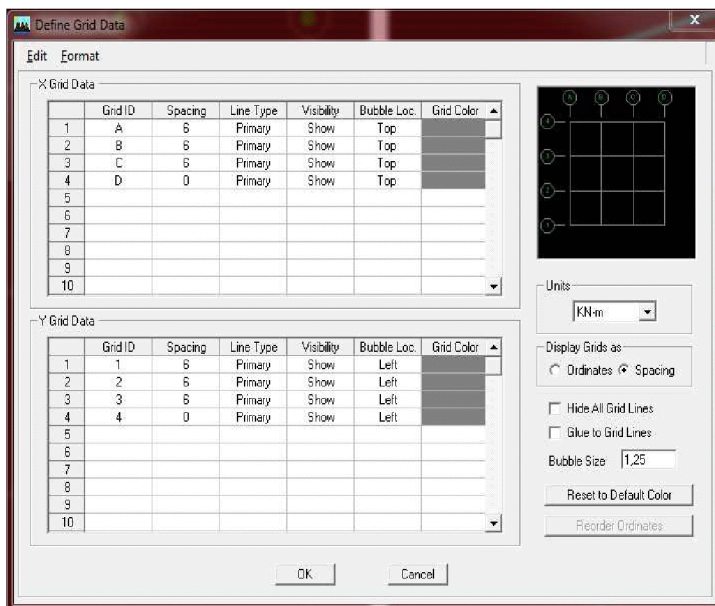 Define Grid Data
X
Edit Format
X Grid Data
Grid ID Spacing Line Type Visibility Bubble Loc. Grid Color
1 A 6 Primary Show Top
2 B 6 Primary Show Top
3 C 6 Primary Show Top
4 D 0 Primary Show Top
5
6
7
8
9
10
A B C D
4
3
2
1
Units
KN-m
Y Grid Data
Grid ID Spacing Line Type Visibility Bubble Loc. Grid Color
1 1 6 Primary Show Left
2 2 6 Primary Show Left
3 3 6 Primary Show Left
4 4 0 Primary Show Left
5
6
7
8
9
10
Display Grids as
Ordinates Spacing
Hide All Grid Lines
Glue to Grid Lines
Bubble Size 1,25
Reset to Default Color
Reorder Ordinates
OK Cancel